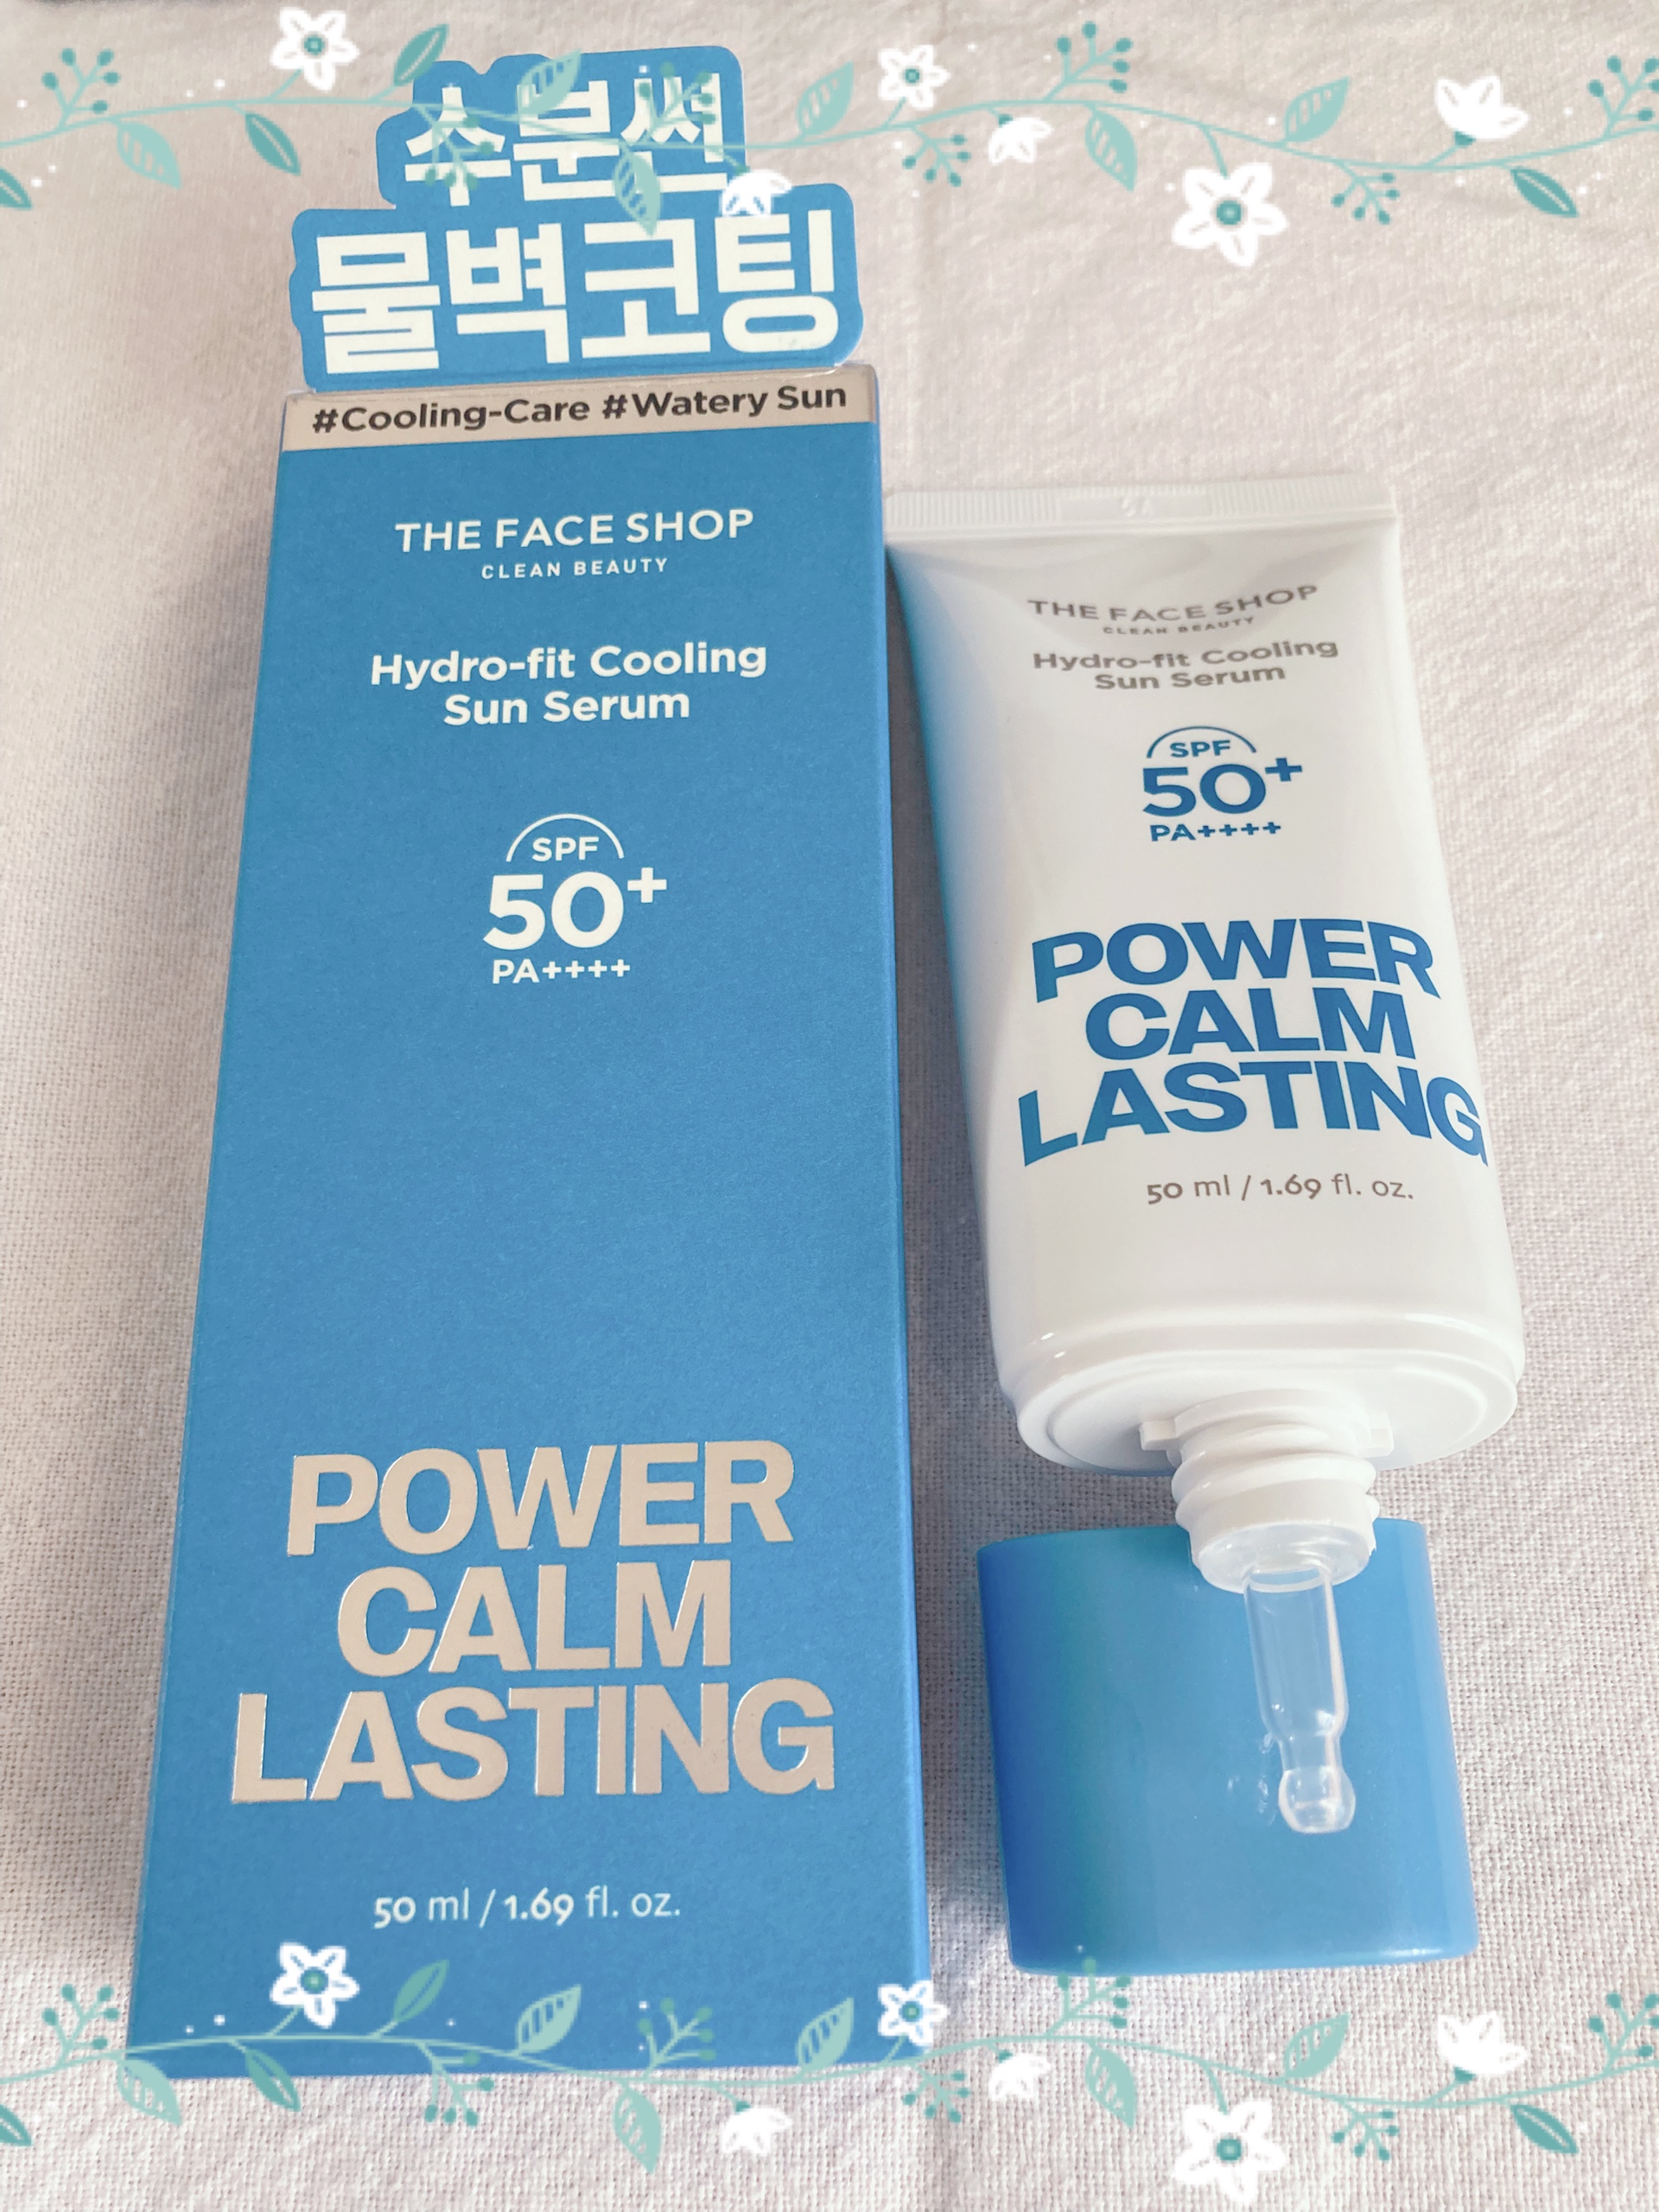 수분썬
물벽코팅
#Cooling-Care #Watery Sun
THE FACE SHOP
CLEAN BEAUTY
Hydro-fit Cooling
Sun Serum
SPF
50+
PA++++
POWER
CALM
LASTING
50 ml / 1.69 fl. oz.
THE FACE SHOP
CLEAN BEAUTY
Hydro-fit Cooling
Sun Serum
SPF
50+
PA++++
POWER
CALM
LASTING
50 ml / 1.69 fl. oz.